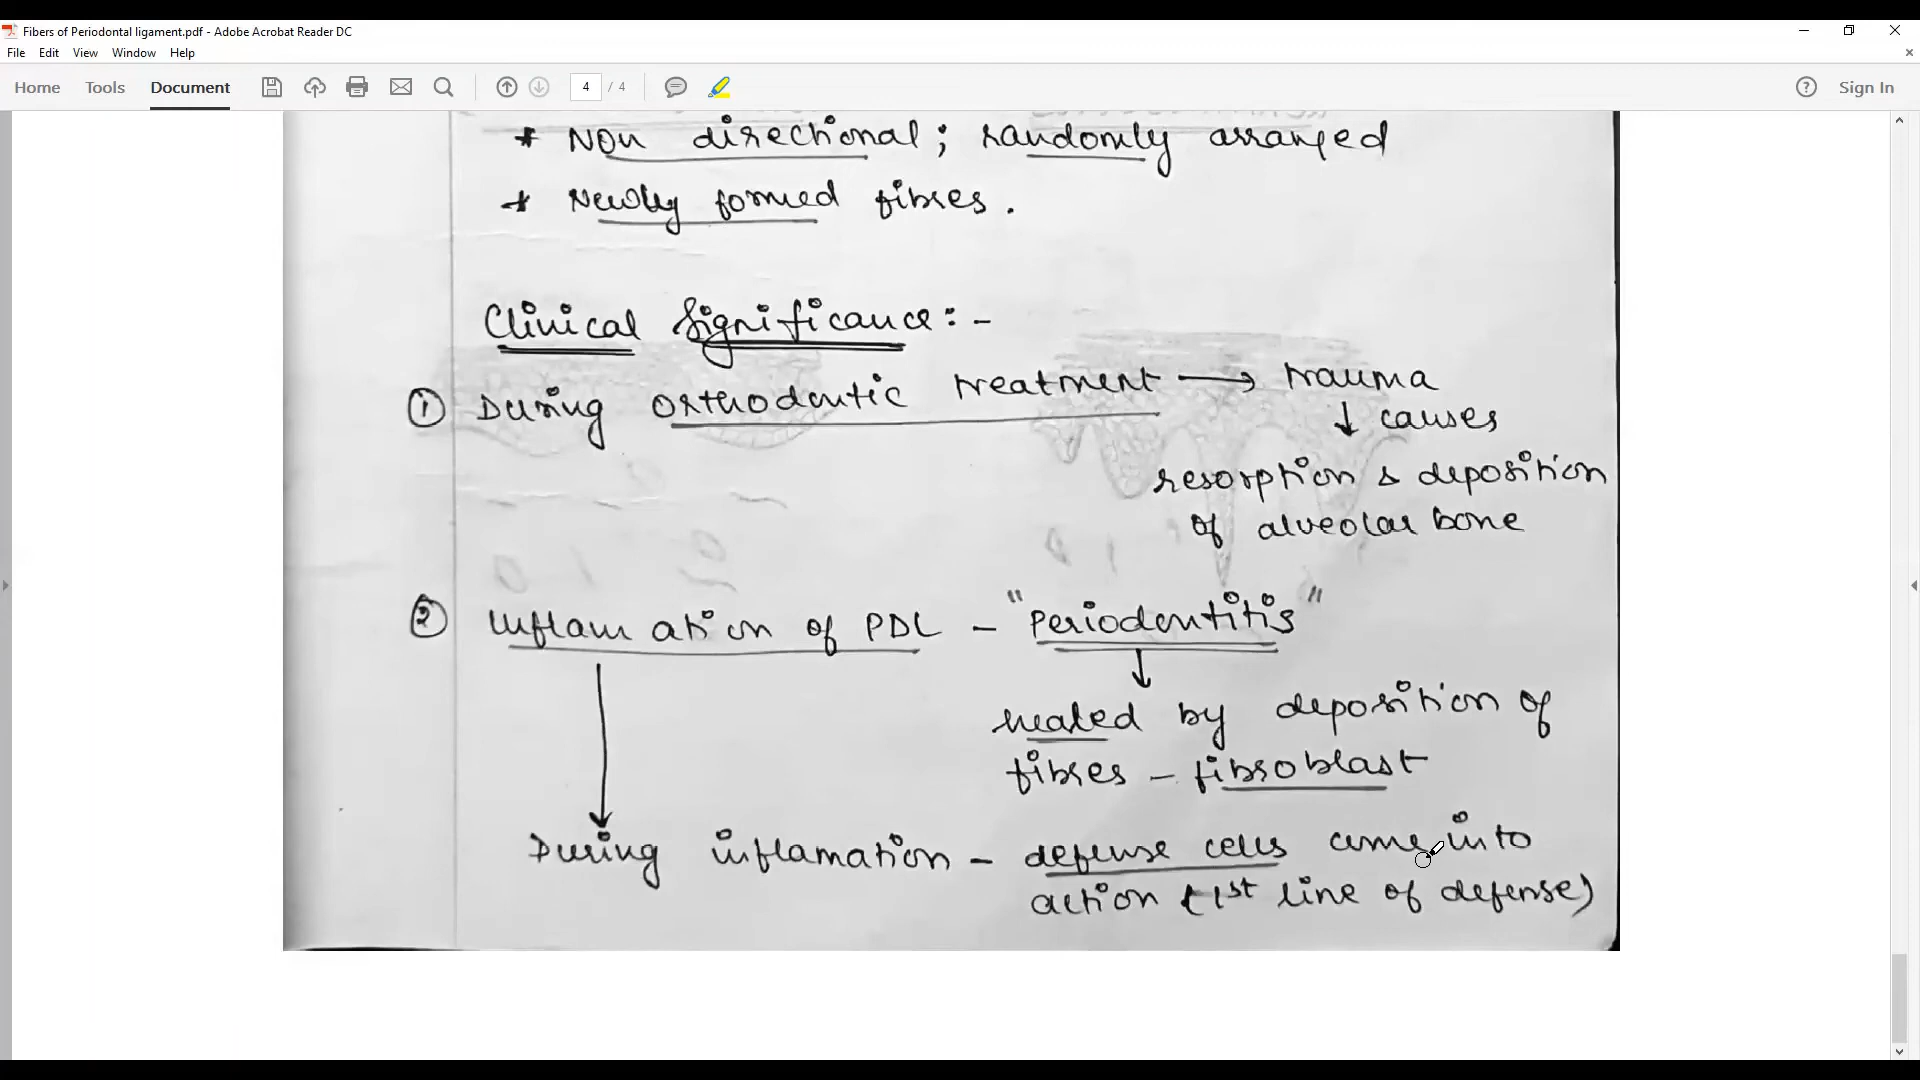 Fibers of Periodontal ligament.pdf - Adobe Acrobat Reader DC
File Edit View Window Help
Home Tools Document 4 / 4 Sign In
* Non directional; randomly arranged
* Newly formed fibres.
Clinical Significance: -
① During orthodontic treatment → trauma
↓ causes
resorption & deposition
of alveolar bone
② Inflamation of PDL - "Periodontitis"
↓
healed by deposition of
fibres - fibroblast
During inflamation - defense cells come into
action (1st line of defense)